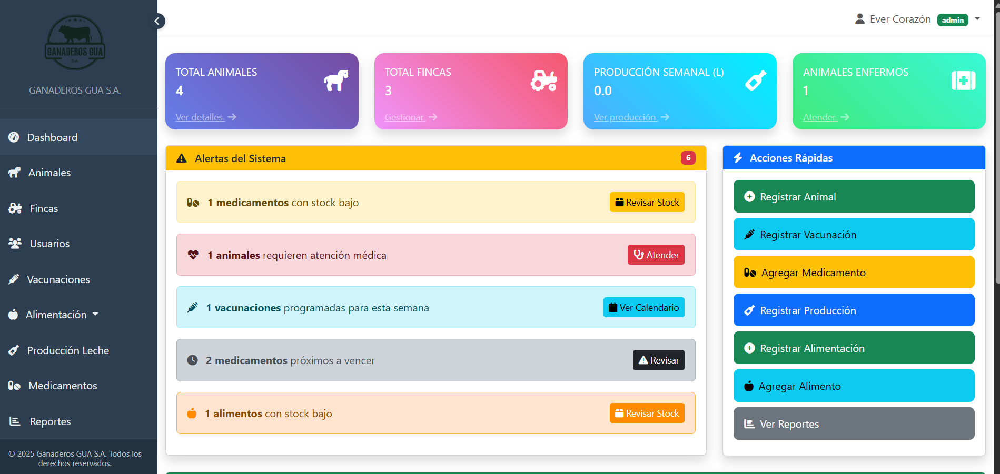 GANADEROS GUA
S.A.
GANADEROS GUA S.A.
Dashboard
Animales
Fincas
Usuarios
Vacunaciones
Alimentación
Producción Leche
Medicamentos
Reportes
© 2025 Ganaderos GUA S.A. Todos los
derechos reservados.
Ever Corazón admin
TOTAL ANIMALES
4
Ver detalles
TOTAL FINCAS
3
Gestionar
PRODUCCIÓN SEMANAL (L)
0.0
Ver producción
ANIMALES ENFERMOS
1
Atender
Alertas del Sistema 6
1 medicamentos con stock bajo Revisar Stock
1 animales requieren atención médica Atender
1 vacunaciones programadas para esta semana Ver Calendario
2 medicamentos próximos a vencer Revisar
1 alimentos con stock bajo Revisar Stock
Acciones Rápidas
Registrar Animal
Registrar Vacunación
Agregar Medicamento
Registrar Producción
Registrar Alimentación
Agregar Alimento
Ver Reportes